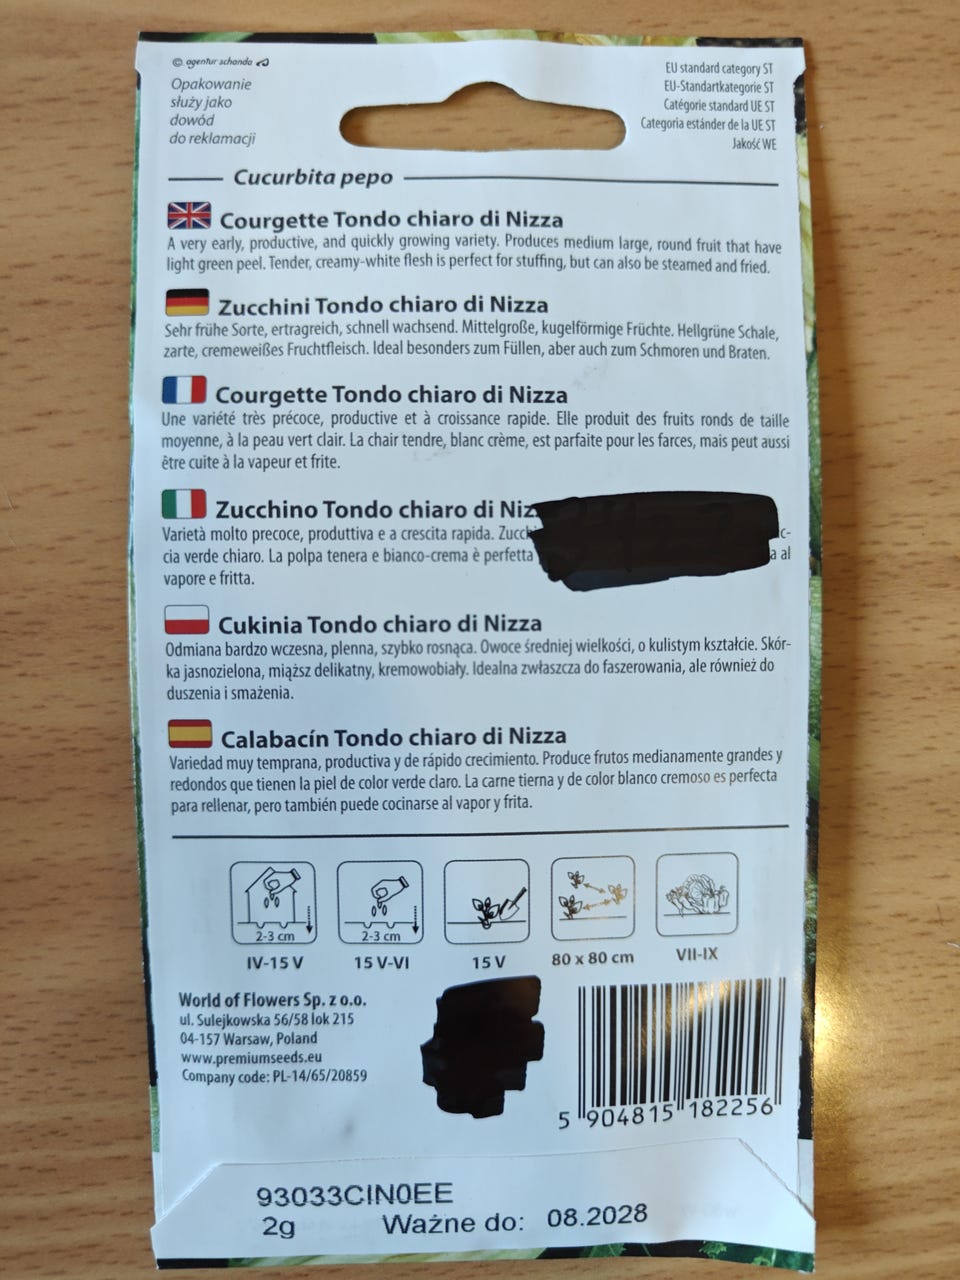 © agentur schanda
Opakowanie
służy jako
dowód
do reklamacji
EU standard category ST
EU-Standartkategorie ST
Catégorie standard UE ST
Categoria estánder de la UE ST
Jakość WE
Cucurbita pepo
Courgette Tondo chiaro di Nizza
A very early, productive, and quickly growing variety. Produces medium large, round fruit that have
light green peel. Tender, creamy-white flesh is perfect for stuffing, but can also be steamed and fried.
Zucchini Tondo chiaro di Nizza
Sehr frühe Sorte, ertragreich, schnell wachsend. Mittelgroße, kugelförmige Früchte. Hellgrüne Schale,
zarte, cremeweißes Fruchtfleisch. Ideal besonders zum Füllen, aber auch zum Schmoren und Braten.
Courgette Tondo chiaro di Nizza
Une variété très précoce, productive et à croissance rapide. Elle produit des fruits ronds de taille
moyenne, à la peau vert clair. La chair tendre, blanc crème, est parfaite pour les farces, mais peut aussi
être cuite à la vapeur et frite.
Zucchino Tondo chiaro di Niz
Varietà molto precoce, produttiva e a crescita rapida. Zucch c-
cia verde chiaro. La polpa tenera e bianco-crema è perfetta a al
vapore e fritta.
Cukinia Tondo chiaro di Nizza
Odmiana bardzo wczesna, plenna, szybko rosnąca. Owoce średniej wielkości, o kulistym kształcie. Skór-
ka jasnozielona, miąższ delikatny, kremowobiały. Idealna zwłaszcza do faszerowania, ale również do
duszenia i smażenia.
Calabacín Tondo chiaro di Nizza
Variedad muy temprana, productiva y de rápido crecimiento. Produce frutos medianamente grandes y
redondos que tienen la piel de color verde claro. La carne tierna y de color blanco cremoso es perfecta
para rellenar, pero también puede cocinarse al vapor y frita.
2-3 cm 2-3 cm
IV-15 V 15 V-VI 15 V 80 x 80 cm VII-IX
World of Flowers Sp. z o.o.
ul. Sulejkowska 56/58 lok 215
04-157 Warsaw, Poland
www.premiumseeds.eu
Company code: PL-14/65/20859
5 904815 182256
93033CIN0EE
2g Ważne do: 08.2028